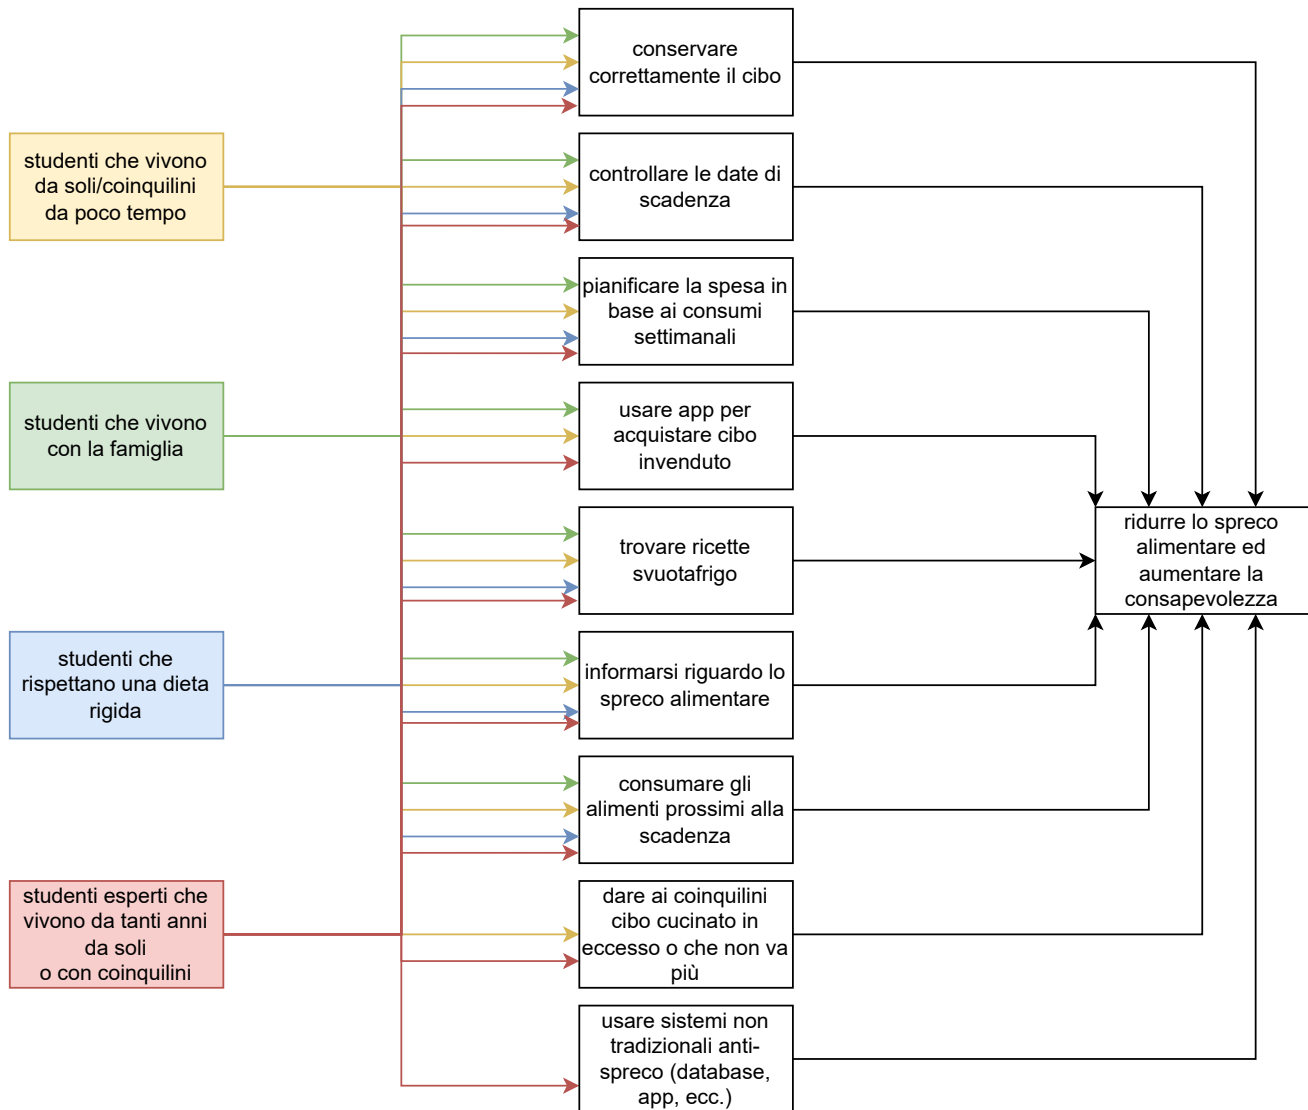 conservare
correttamente il cibo
studenti che vivono
da soli/coinquilini
da poco tempo
controllare le date di
scadenza
pianificare la spesa in
base ai consumi
settimanali
studenti che vivono
con la famiglia
usare app per
acquistare cibo
invenduto
trovare ricette
svuotafrigo
ridurre lo spreco
alimentare ed
aumentare la
consapevolezza
studenti che
rispettano una dieta
rigida
informarsi riguardo lo
spreco alimentare
consumare gli
alimenti prossimi alla
scadenza
studenti esperti che
vivono da tanti anni
da soli
o con coinquilini
dare ai coinquilini
cibo cucinato in
eccesso o che non va
più
usare sistemi non
tradizionali anti-
spreco (database,
app, ecc.)